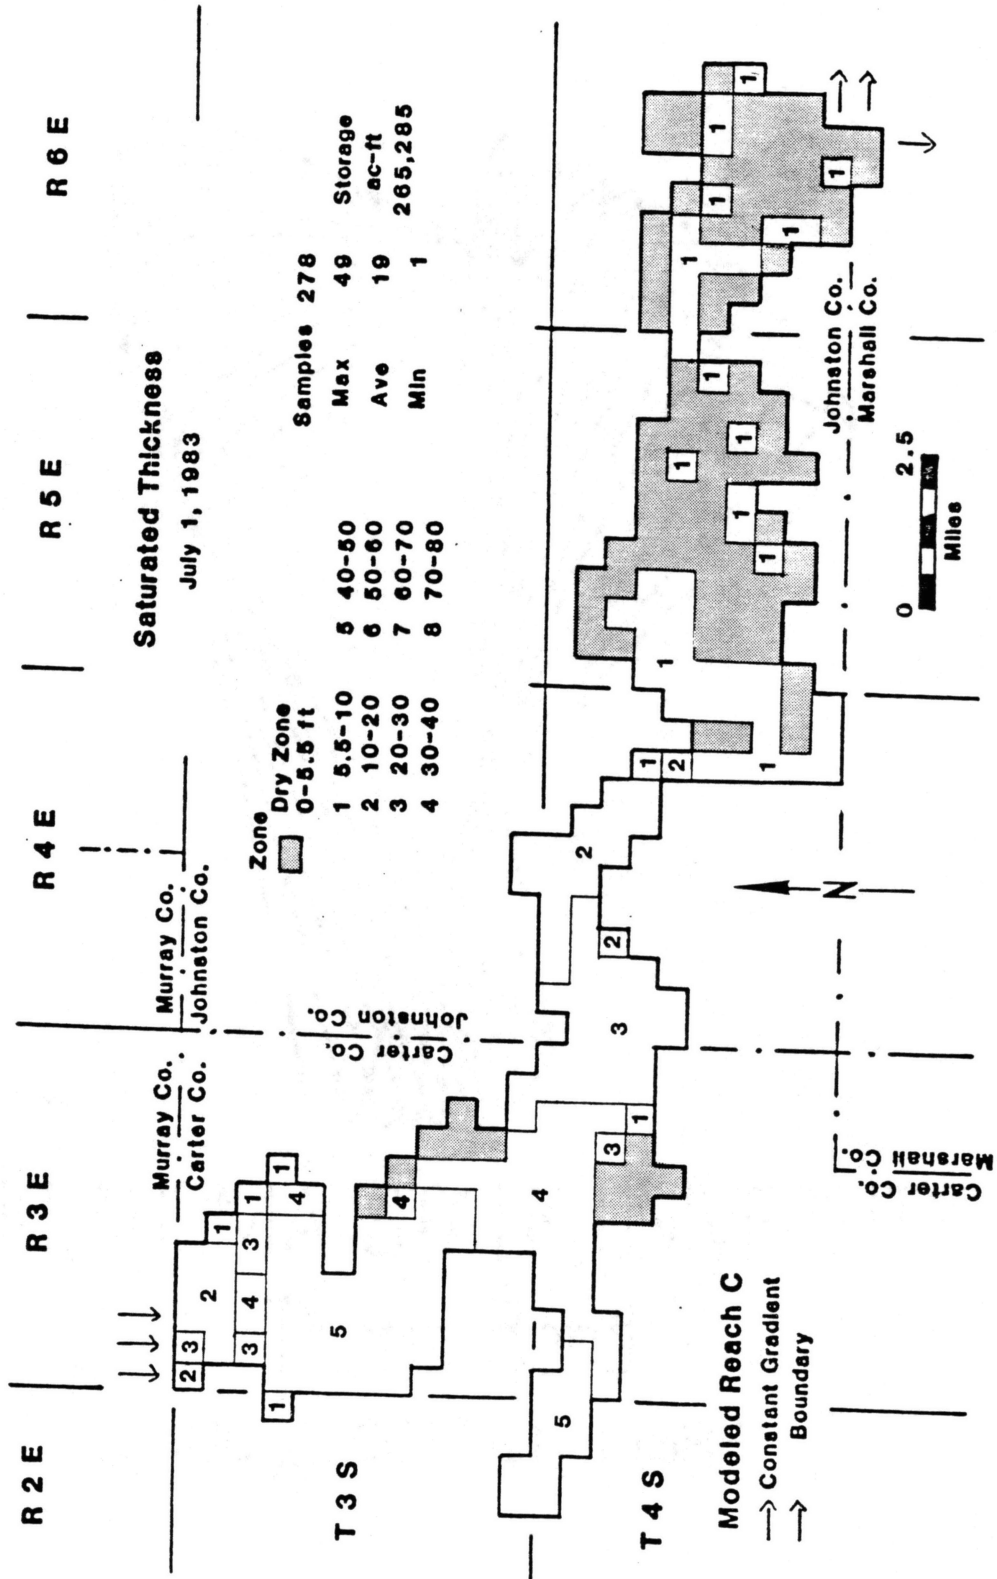 R 2 E
R 3 E
R 4 E
R 5 E
R 6 E
Saturated Thickness
July 1, 1983
Murray Co.
Carter Co.
Murray Co.
Johnston Co.
Carter Co.
Johnston Co.
Zone
Dry Zone
0-5.5 ft
1 5.5-10
2 10-20
3 20-30
4 30-40
5 40-50
6 50-60
7 60-70
8 70-80
Samples 278
Max 49
Ave 19
Min 1
Storage
ac-ft
265,285
T 3 S
T 4 S
2
3
2
1
3
4
3
1
4
1
1
5
4
5
4
3
1
3
2
2
1
2
1
1
1
1
1
1
1
1
1
1
1
1
1
1
Carter Co.
Marshall Co.
Johnston Co.
Marshall Co.
N
0
2.5
Miles
Modeled Reach C
Constant Gradient
Boundary